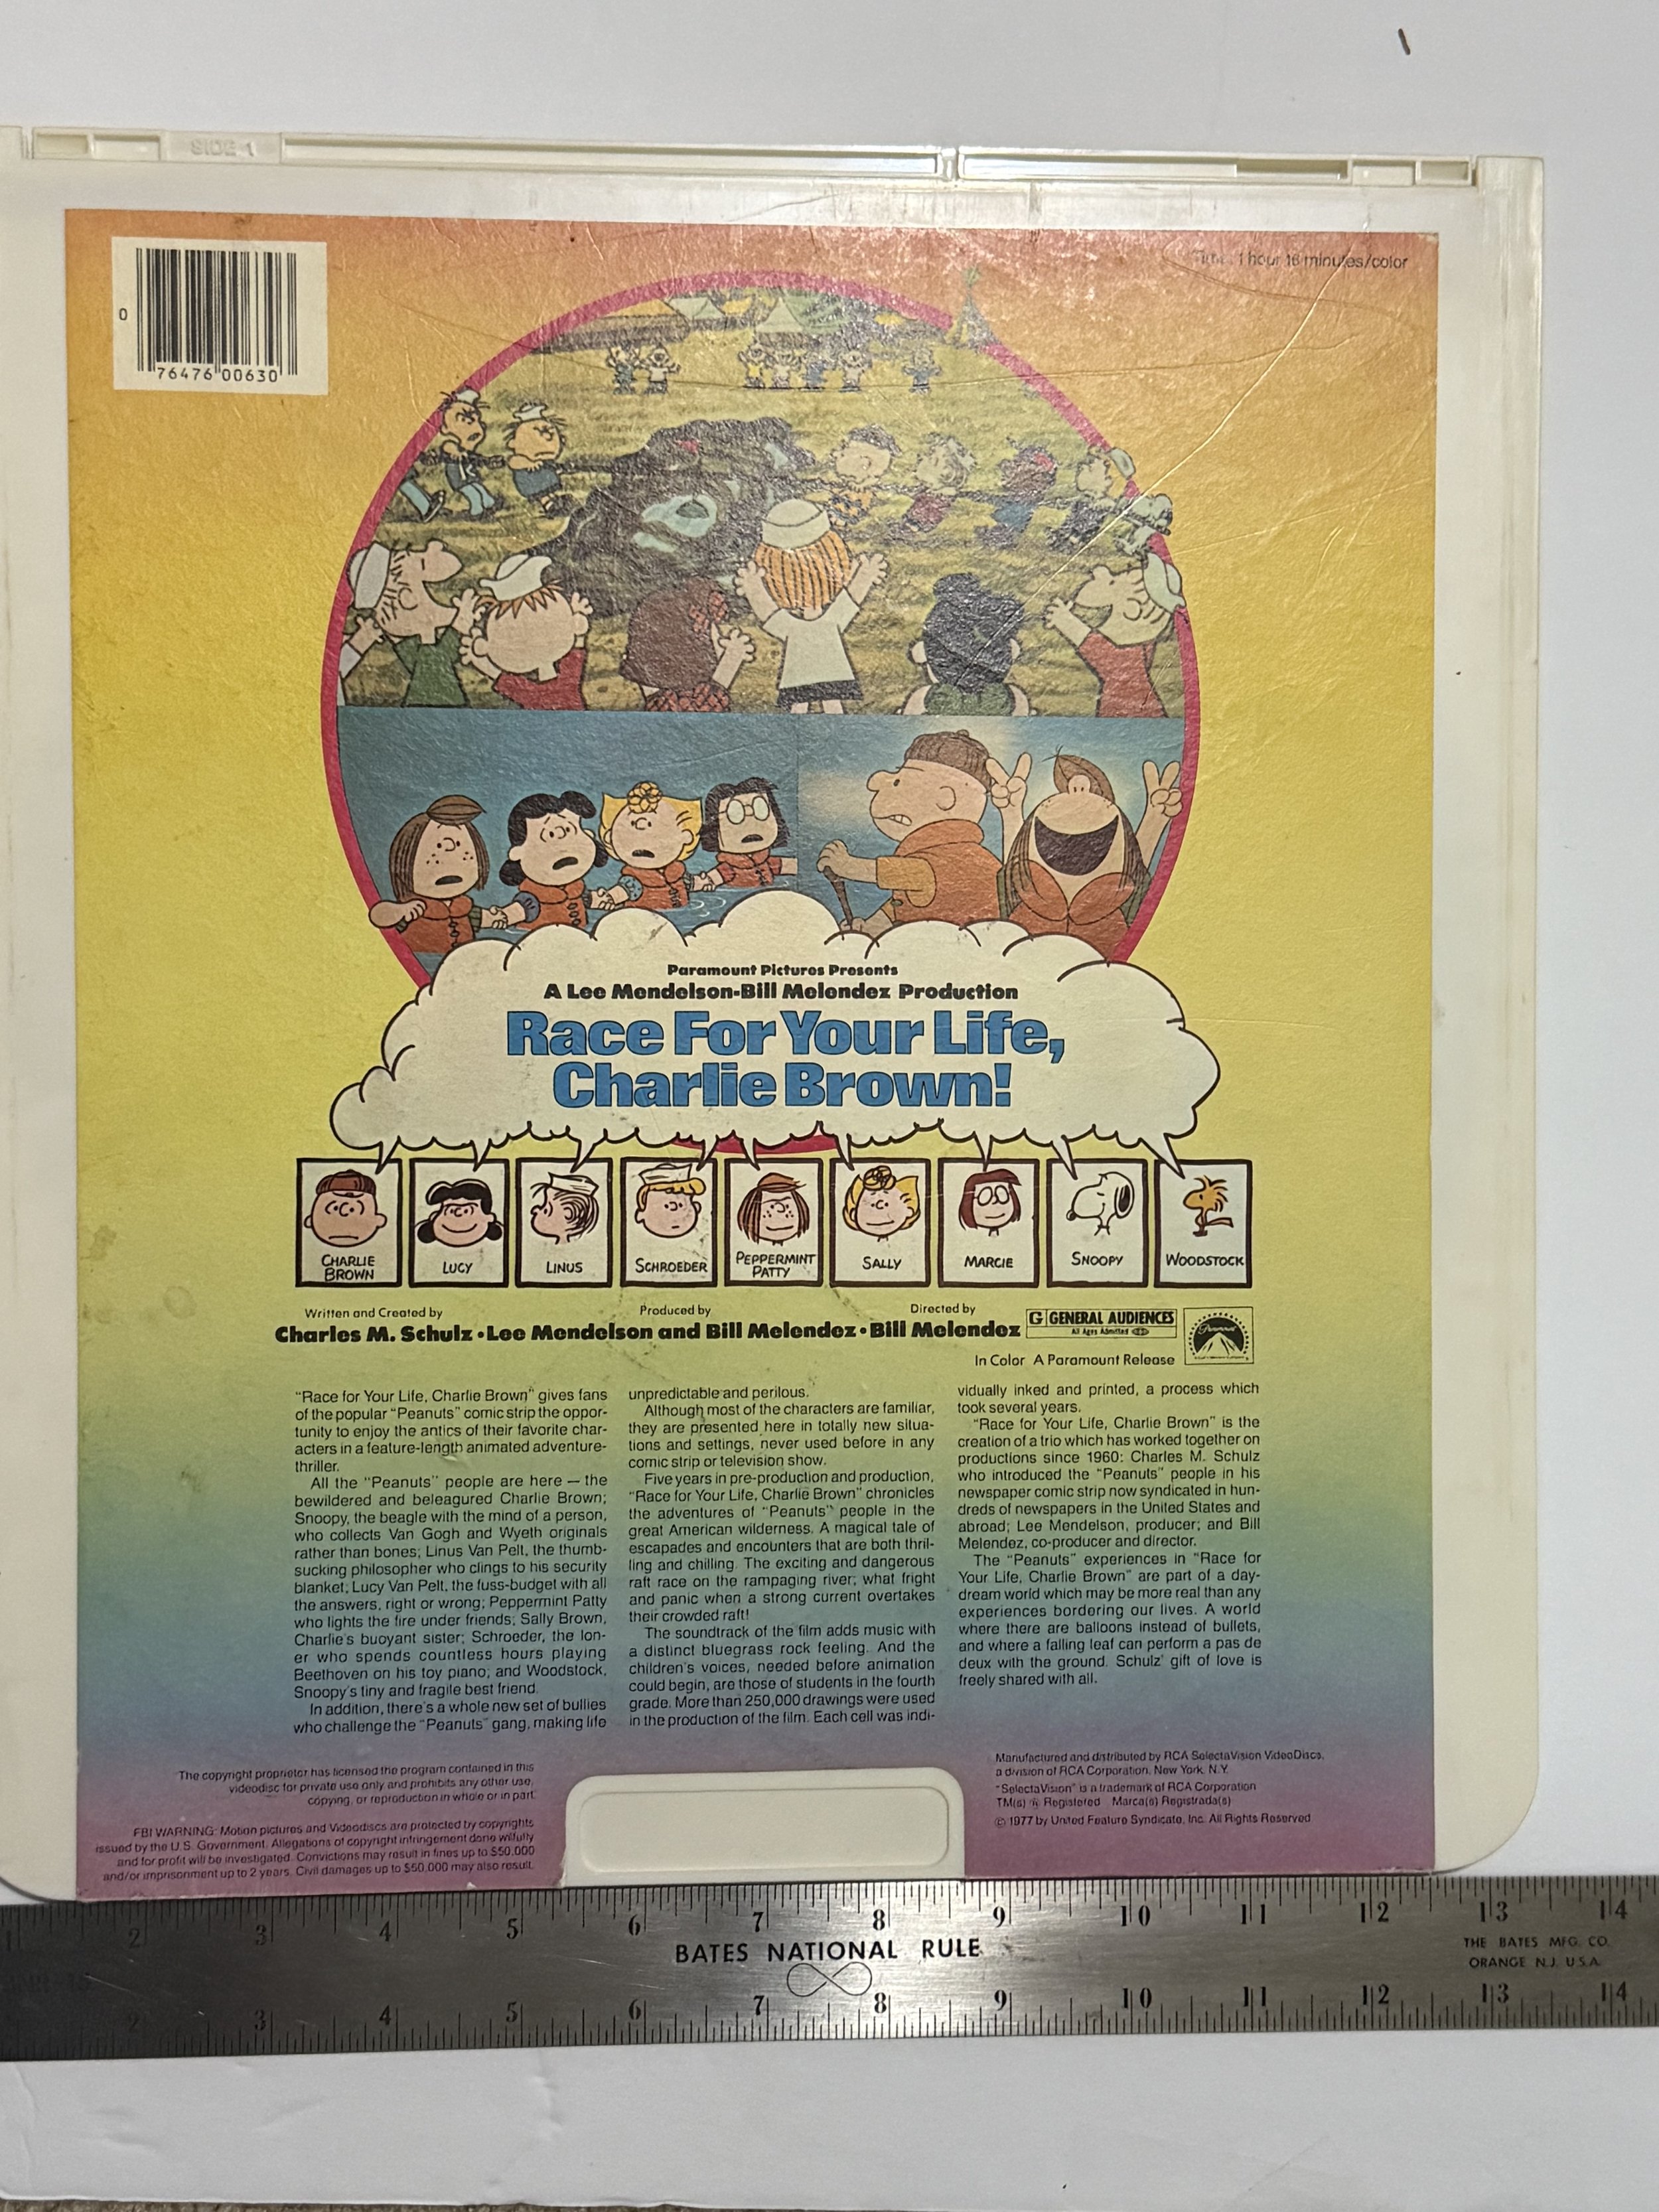 SIDE 1
Time: 1 hour 16 minutes/color
0
76476 00630
Paramount Pictures Presents
A Lee Mendelson-Bill Melendez Production
Race For Your Life,
Charlie Brown!
CHARLIE
BROWN
LUCY
LINUS
SCHROEDER
PEPPERMINT
PATTY
SALLY
MARCIE
SNOOPY
WOODSTOCK
Written and Created by
Produced by
Directed by
Charles M. Schulz • Lee Mendelson and Bill Melendez • Bill Melendez
G GENERAL AUDIENCES
All Ages Admitted
Paramount
In Color A Paramount Release
"Race for Your Life, Charlie Brown" gives fans
of the popular "Peanuts" comic strip the oppor-
tunity to enjoy the antics of their favorite char-
acters in a feature-length animated adventure-
thriller.
All the "Peanuts" people are here — the
bewildered and beleagured Charlie Brown;
Snoopy, the beagle with the mind of a person,
who collects Van Gogh and Wyeth originals
rather than bones; Linus Van Pelt, the thumb-
sucking philosopher who clings to his security
blanket; Lucy Van Pelt, the fuss-budget with all
the answers, right or wrong; Peppermint Patty
who lights the fire under friends; Sally Brown,
Charlie's buoyant sister; Schroeder, the lon-
er who spends countless hours playing
Beethoven on his toy piano; and Woodstock,
Snoopy's tiny and fragile best friend.
In addition, there's a whole new set of bullies
who challenge the "Peanuts" gang, making life
unpredictable and perilous.
Although most of the characters are familiar,
they are presented here in totally new situa-
tions and settings, never used before in any
comic strip or television show.
Five years in pre-production and production,
"Race for Your Life, Charlie Brown" chronicles
the adventures of "Peanuts" people in the
great American wilderness. A magical tale of
escapades and encounters that are both thril-
ling and chilling. The exciting and dangerous
raft race on the rampaging river; what fright
and panic when a strong current overtakes
their crowded raft!
The soundtrack of the film adds music with
a distinct bluegrass rock feeling. And the
children's voices, needed before animation
could begin, are those of students in the fourth
grade. More than 250,000 drawings were used
in the production of the film. Each cell was indi-
vidually inked and printed, a process which
took several years.
"Race for Your Life, Charlie Brown" is the
creation of a trio which has worked together on
productions since 1960: Charles M. Schulz
who introduced the "Peanuts" people in his
newspaper comic strip now syndicated in hun-
dreds of newspapers in the United States and
abroad; Lee Mendelson, producer; and Bill
Melendez, co-producer and director.
The "Peanuts" experiences in "Race for
Your Life, Charlie Brown" are part of a day-
dream world which may be more real than any
experiences bordering our lives. A world
where there are balloons instead of bullets,
and where a falling leaf can perform a pas de
deux with the ground. Schulz' gift of love is
freely shared with all.
The copyright proprietor has licensed the program contained in this
videodisc for private use only and prohibits any other use,
copying, or reproduction in whole or in part.
FBI WARNING: Motion pictures and Videodiscs are protected by copyrights
issued by the U.S. Government. Allegations of copyright infringement done wilfully
and for profit will be investigated. Convictions may result in fines up to $50,000
and/or imprisonment up to 2 years. Civil damages up to $50,000 may also result.
Manufactured and distributed by RCA SelectaVision VideoDiscs,
a division of RCA Corporation, New York, N.Y.
"SelectaVision" is a trademark of RCA Corporation
TM(s) ® Registered Marca(s) Registrada(s)
© 1977 by United Feature Syndicate, Inc. All Rights Reserved
1 2 3 4 5 6 7 8 9 10 11 12 13 14
BATES NATIONAL RULE
THE BATES MFG. CO.
ORANGE N.J. U.S.A.
2 3 4 5 6 7 8 9 10 11 12 13 14